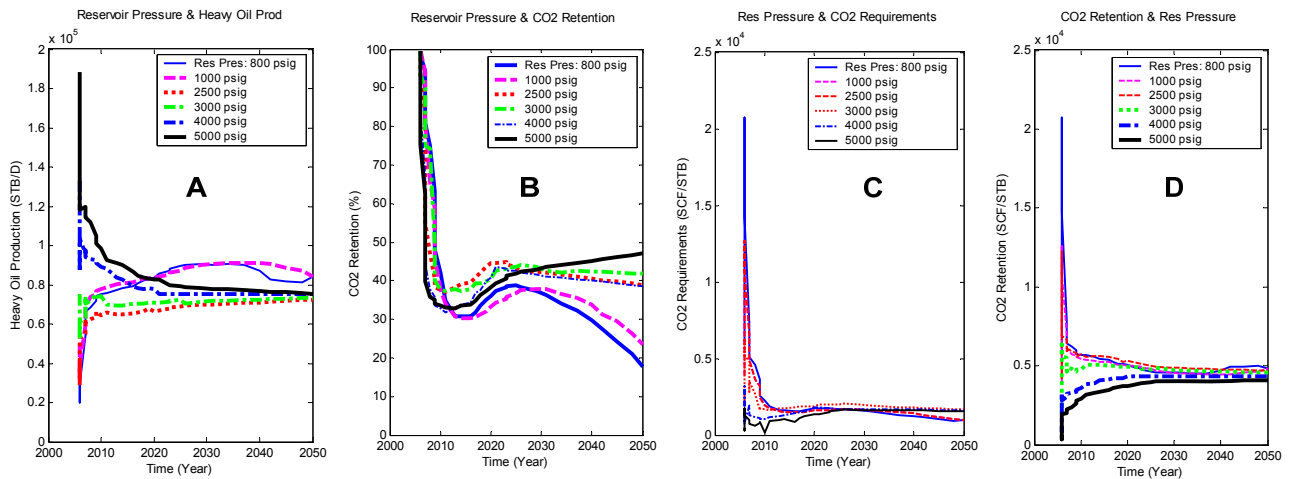 Reservoir Pressure & Heavy Oil Prod
x 10⁵
2
1.8
1.6
1.4
1.2
1
0.8
0.6
0.4
0.2
0
Heavy Oil Production (STB/D)
Res Pres: 800 psig
1000 psig
2500 psig
3000 psig
4000 psig
5000 psig
A
2000 2010 2020 2030 2040 2050
Time (Year)
Reservoir Pressure & CO2 Retention
100
90
80
70
60
50
40
30
20
10
0
CO2 Retention (%)
Res Pres: 800 psig
1000 psig
2500 psig
3000 psig
4000 psig
5000 psig
B
2000 2010 2020 2030 2040 2050
Time (Year)
Res Pressure & CO2 Requirements
x 10⁴
2.5
2
1.5
1
0.5
0
CO2 Requirements (SCF/STB)
Res Pres: 800 psig
1000 psig
2500 psig
3000 psig
4000 psig
5000 psig
C
2000 2010 2020 2030 2040 2050
Time (Year)
CO2 Retention & Res Pressure
x 10⁴
2.5
2
1.5
1
0.5
0
CO2 Retention (SCF/STB)
Res Pres: 800 psig
1000 psig
2500 psig
3000 psig
4000 psig
5000 psig
D
2000 2010 2020 2030 2040 2050
Time (Year)